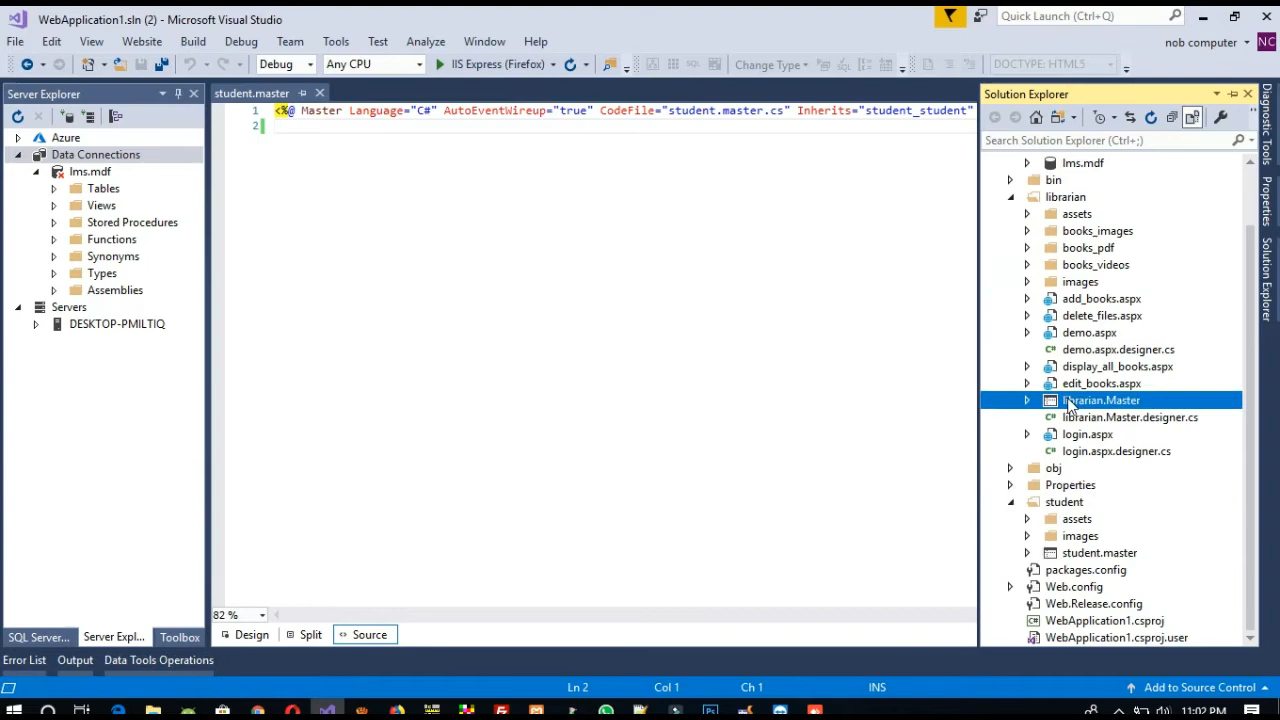 WebApplication1.sln (2) - Microsoft Visual Studio
Quick Launch (Ctrl+Q)
File Edit View Website Build Debug Team Tools Test Analyze Window Help
nob computer NC
Debug Any CPU IIS Express (Firefox) Change Type DOCTYPE: HTML5
Server Explorer
student.master
Solution Explorer
1 <%@ Master Language="C#" AutoEventWireup="true" CodeFile="student.master.cs" Inherits="student_student"
2
Search Solution Explorer (Ctrl+;)
Azure
Data Connections
lms.mdf
Tables
Views
Stored Procedures
Functions
Synonyms
Types
Assemblies
Servers
DESKTOP-PMILTIQ
lms.mdf
bin
librarian
assets
books_images
books_pdf
books_videos
images
add_books.aspx
delete_files.aspx
demo.aspx
demo.aspx.designer.cs
display_all_books.aspx
edit_books.aspx
librarian.Master
librarian.Master.designer.cs
login.aspx
login.aspx.designer.cs
obj
Properties
student
assets
images
student.master
packages.config
Web.config
Web.Release.config
WebApplication1.csproj
WebApplication1.csproj.user
Diagnostic Tools
Properties
Solution Explorer
82 %
Design Split Source
SQL Server... Server Expl... Toolbox
Error List Output Data Tools Operations
Ln 2 Col 1 Ch 1 INS Add to Source Control
11:02 PM